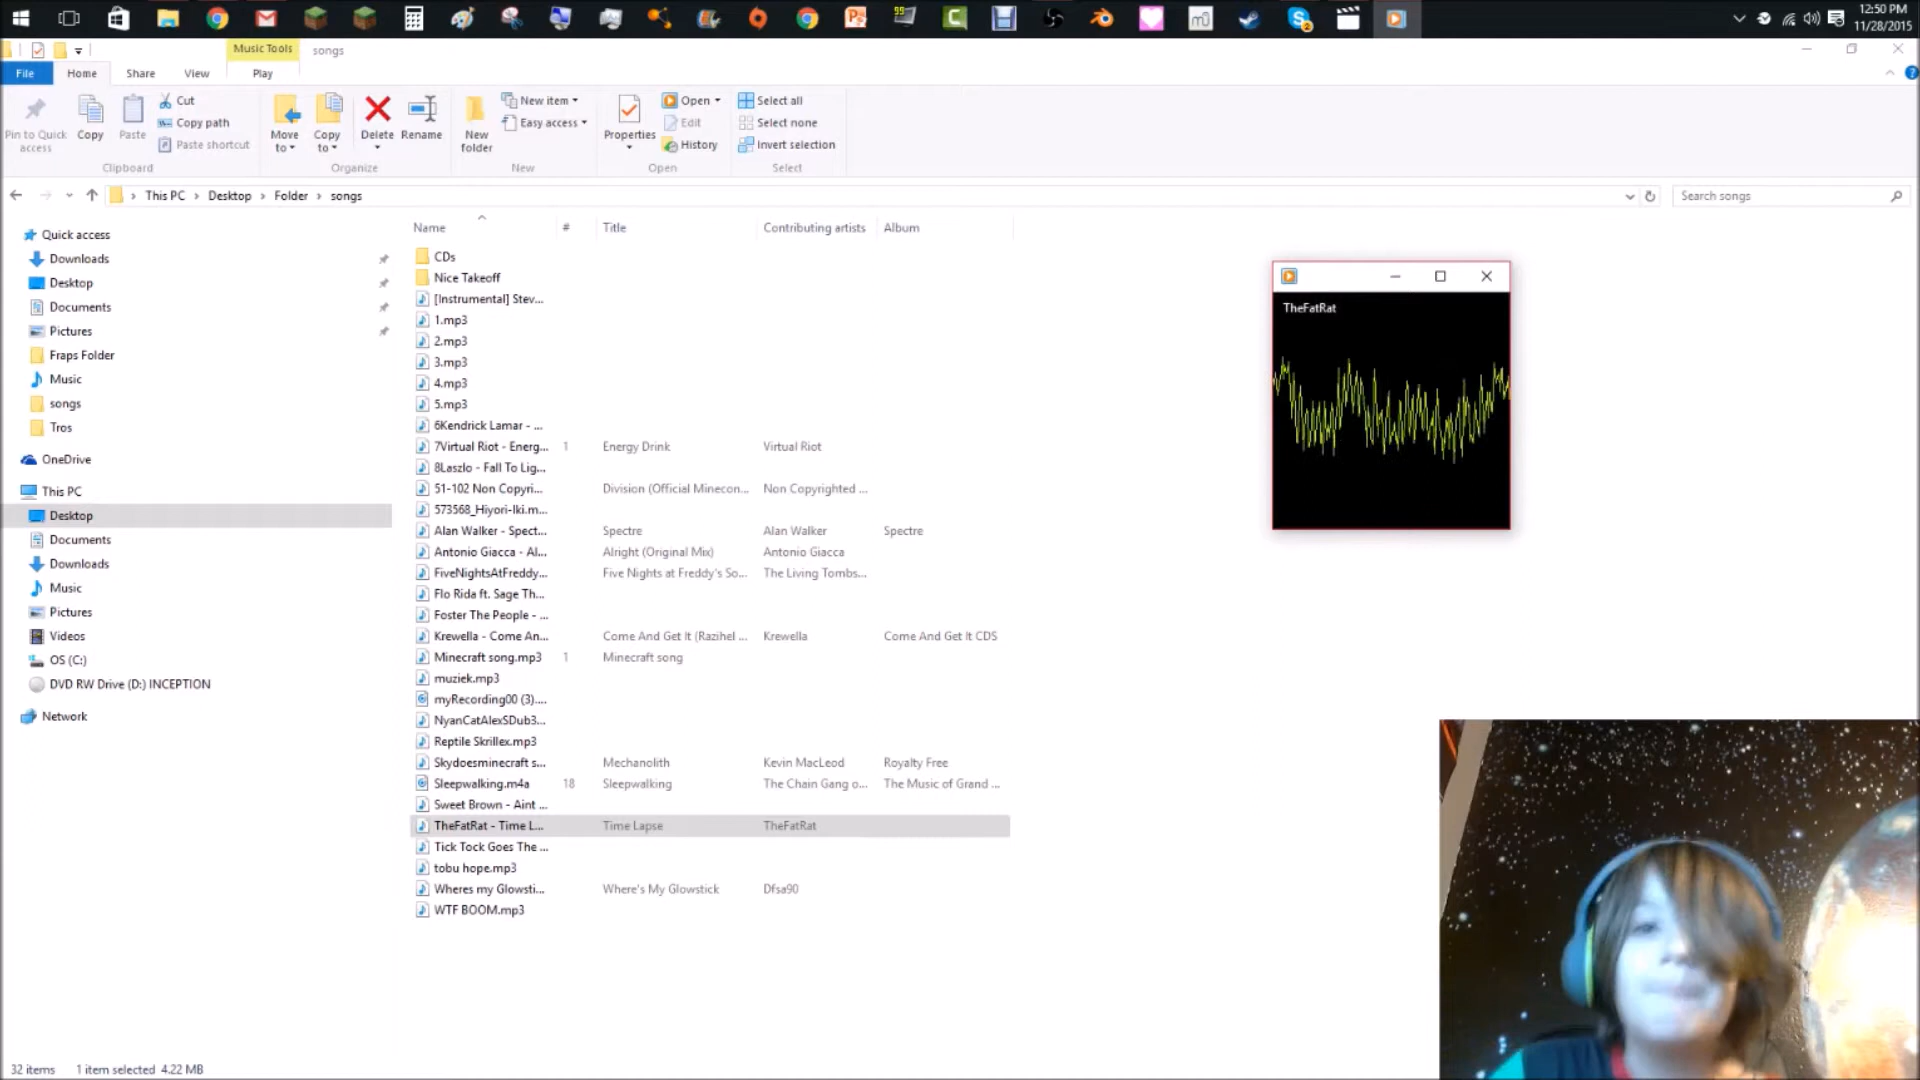 12:50 PM
11/28/2015
Music Tools
songs
File
Home
Share
View
Play
Pin to Quick
access
Copy
Paste
Cut
Copy path
Paste shortcut
Clipboard
Move
to
Copy
to
Delete
Rename
Organize
New
folder
New item
Easy access
New
Properties
Open
Edit
History
Open
Select all
Select none
Invert selection
Select
This PC
Desktop
Folder
songs
Search songs
Quick access
Downloads
Desktop
Documents
Pictures
Fraps Folder
Music
songs
Tros
OneDrive
This PC
Desktop
Documents
Downloads
Music
Pictures
Videos
OS (C:)
DVD RW Drive (D:) INCEPTION
Network
Name # Title Contributing artists Album
CDs
Nice Takeoff
[Instrumental] Stev...
1.mp3
2.mp3
3.mp3
4.mp3
5.mp3
6Kendrick Lamar - ...
7Virtual Riot - Energ... 1 Energy Drink Virtual Riot
8Laszlo - Fall To Lig...
51-102 Non Copyri... Division (Official Minecon... Non Copyrighted ...
573568_Hiyori-Iki.m...
Alan Walker - Spect... Spectre Alan Walker Spectre
Antonio Giacca - Al... Alright (Original Mix) Antonio Giacca
FiveNightsAtFreddy... Five Nights at Freddy's So... The Living Tombs...
Flo Rida ft. Sage Th...
Foster The People - ...
Krewella - Come An... Come And Get It (Razihel ... Krewella Come And Get It CDS
Minecraft song.mp3 1 Minecraft song
muziek.mp3
myRecording00 (3)....
NyanCatAlexSDub3...
Reptile Skrillex.mp3
Skydoesminecraft s... Mechanolith Kevin MacLeod Royalty Free
Sleepwalking.m4a 18 Sleepwalking The Chain Gang o... The Music of Grand ...
Sweet Brown - Aint ...
TheFatRat - Time L... Time Lapse TheFatRat
Tick Tock Goes The ...
tobu hope.mp3
Wheres my Glowsti... Where's My Glowstick Dfsa90
WTF BOOM.mp3
TheFatRat
32 items 1 item selected 4.22 MB